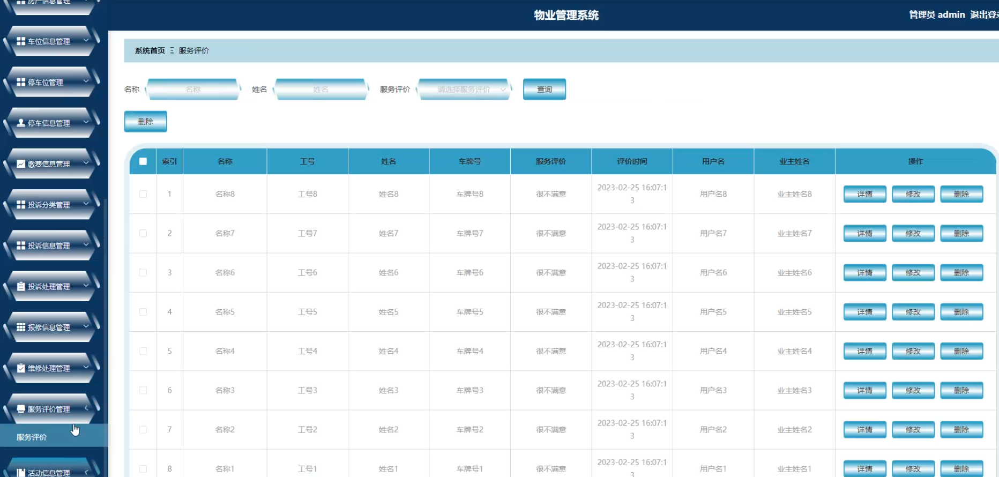 房产信息管理
物业管理系统
管理员 admin 退出登录
车位信息管理
停车位管理
停车信息管理
缴费信息管理
投诉分类管理
投诉信息管理
投诉处理管理
报修信息管理
维修处理管理
服务评价管理
服务评价
活动信息管理
系统首页 Ξ 服务评价
名称 名称 姓名 姓名 服务评价 请选择服务评价 查询
删除
索引 名称 工号 姓名 车牌号 服务评价 评价时间 用户名 业主姓名 操作
1 名称8 工号8 姓名8 车牌号8 很不满意 2023-02-25 16:07:1 用户名8 业主姓名8 详情 修改 删除
3
2 名称7 工号7 姓名7 车牌号7 很不满意 2023-02-25 16:07:1 用户名7 业主姓名7 详情 修改 删除
3
3 名称6 工号6 姓名6 车牌号6 很不满意 2023-02-25 16:07:1 用户名6 业主姓名6 详情 修改 删除
3
4 名称5 工号5 姓名5 车牌号5 很不满意 2023-02-25 16:07:1 用户名5 业主姓名5 详情 修改 删除
3
5 名称4 工号4 姓名4 车牌号4 很不满意 2023-02-25 16:07:1 用户名4 业主姓名4 详情 修改 删除
3
6 名称3 工号3 姓名3 车牌号3 很不满意 2023-02-25 16:07:1 用户名3 业主姓名3 详情 修改 删除
3
7 名称2 工号2 姓名2 车牌号2 很不满意 2023-02-25 16:07:1 用户名2 业主姓名2 详情 修改 删除
3
8 名称1 工号1 姓名1 车牌号1 很不满意 2023-02-25 16:07:1 用户名1 业主姓名1 详情 修改 删除
3